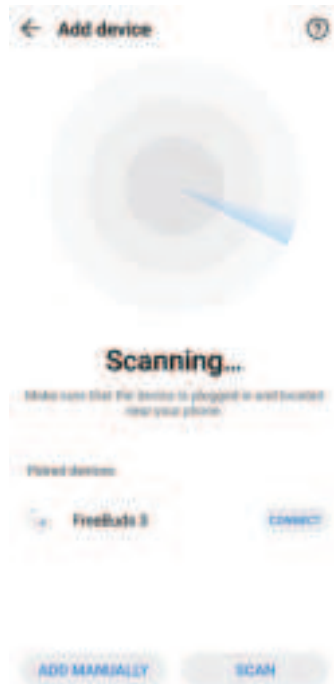 Add device
Scanning...
Make sure that the device is plugged in and located
near your phone
Paired devices
FreeBuds 3
CONNECT
ADD MANUALLY
SCAN